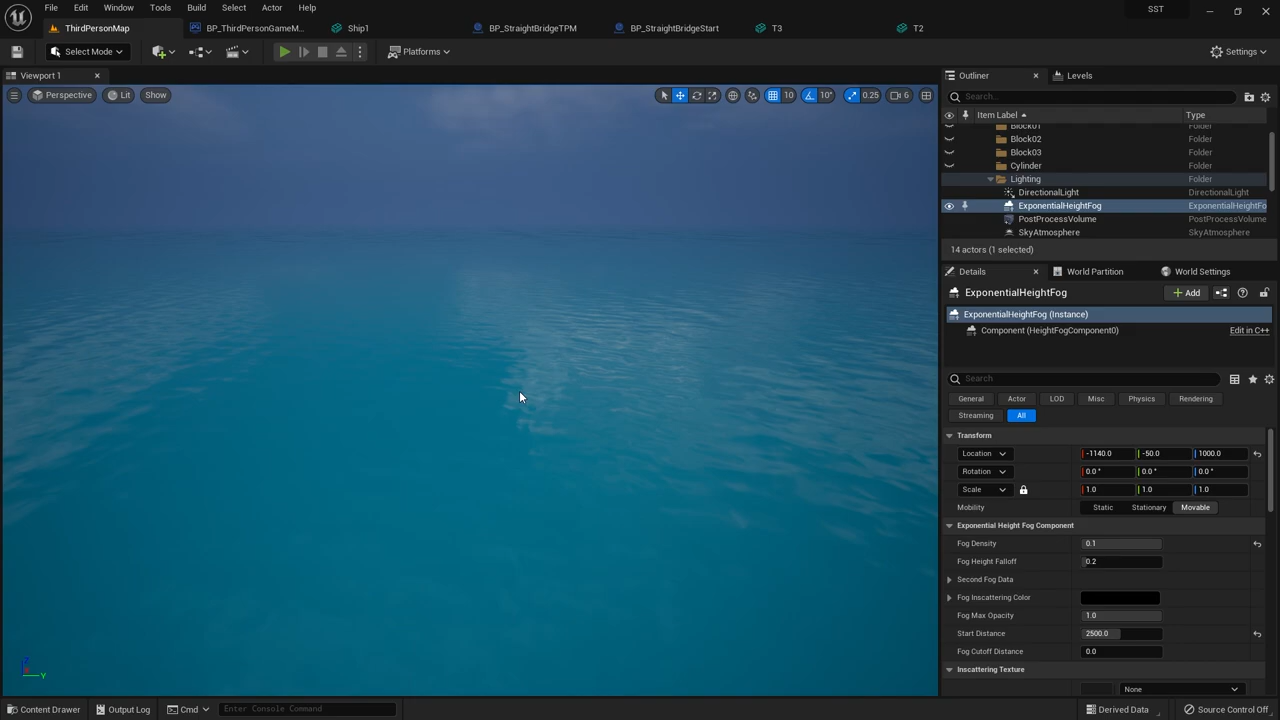 File Edit Window Tools Build Select Actor Help SST
ThirdPersonMap BP_ThirdPersonGameM... Ship1 BP_StraightBridgeTPM BP_StraightBridgeStart T3 T2
Select Mode Platforms Settings
Viewport 1 Outliner Levels
Perspective Lit Show 10 10° 0.25 6 Search...
Item Label Type
Block01 Folder
Block02 Folder
Block03 Folder
Cylinder Folder
Lighting Folder
DirectionalLight DirectionalLight
ExponentialHeightFog ExponentialHeightFo
PostProcessVolume PostProcessVolume
SkyAtmosphere SkyAtmosphere
14 actors (1 selected)
Details World Partition World Settings
ExponentialHeightFog Add
ExponentialHeightFog (Instance)
Component (HeightFogComponent0) Edit in C++
Search
General Actor LOD Misc Physics Rendering
Streaming All
Transform
Location -1140.0 -50.0 1000.0
Rotation 0.0 ° 0.0 ° 0.0 °
Scale 1.0 1.0 1.0
Mobility Static Stationary Movable
Exponential Height Fog Component
Fog Density 0.1
Fog Height Falloff 0.2
Second Fog Data
Fog Inscattering Color
Fog Max Opacity 1.0
Start Distance 2500.0
Fog Cutoff Distance 0.0
Inscattering Texture
None
Content Drawer Output Log Cmd Enter Console Command Derived Data Source Control Off